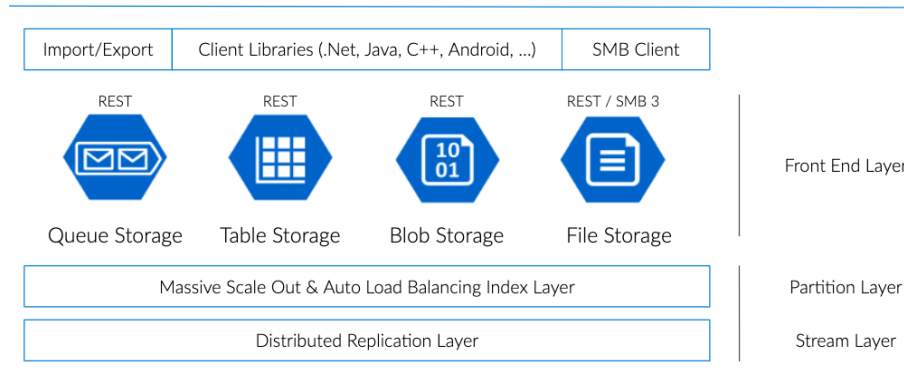 Import/Export
Client Libraries (.Net, Java, C++, Android, ...)
SMB Client
REST
REST
REST
REST / SMB 3
10
01
Front End Layer
Queue Storage
Table Storage
Blob Storage
File Storage
Massive Scale Out & Auto Load Balancing Index Layer
Partition Layer
Distributed Replication Layer
Stream Layer